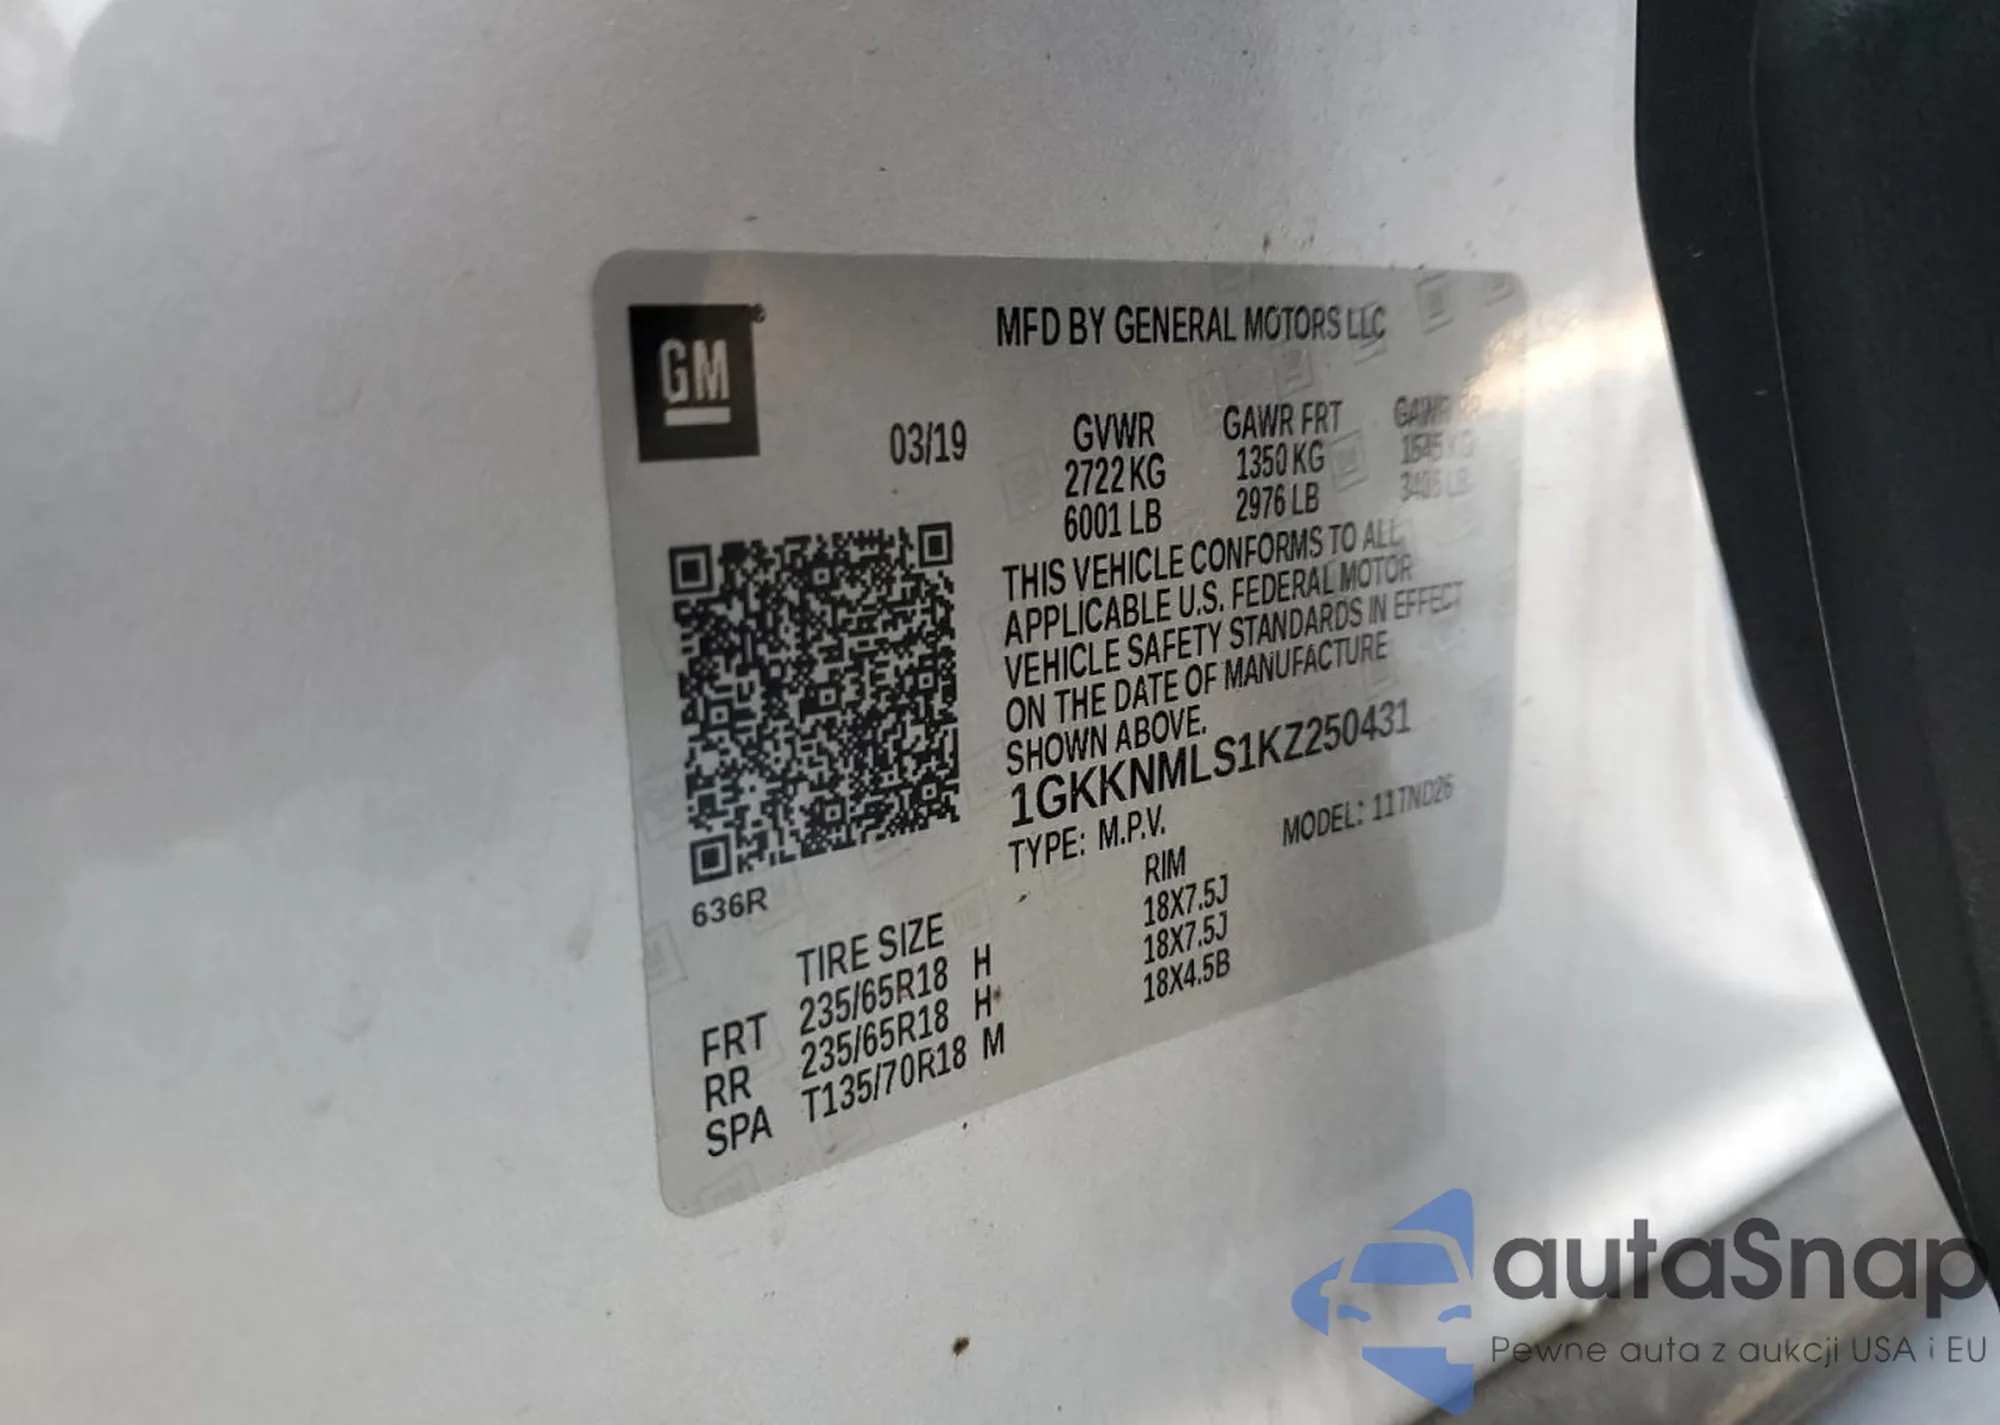 GM
MFD BY GENERAL MOTORS LLC
03/19
GVWR GAWR FRT GAWR
2722 KG 1350 KG KG
6001 LB 2976 LB LB
THIS VEHICLE CONFORMS TO ALL
APPLICABLE U.S. FEDERAL MOTOR
VEHICLE SAFETY STANDARDS IN EFFECT
ON THE DATE OF MANUFACTURE
SHOWN ABOVE.
1GKKNMLS1KZ250431
TYPE: M.P.V. MODEL: 11TND26
636R
TIRE SIZE RIM
FRT 235/65R18 H 18X7.5J
RR 235/65R18 H 18X7.5J
SPA T135/70R18 M 18X4.5B
autaSnap
Pewne auta z aukcji USA i EU